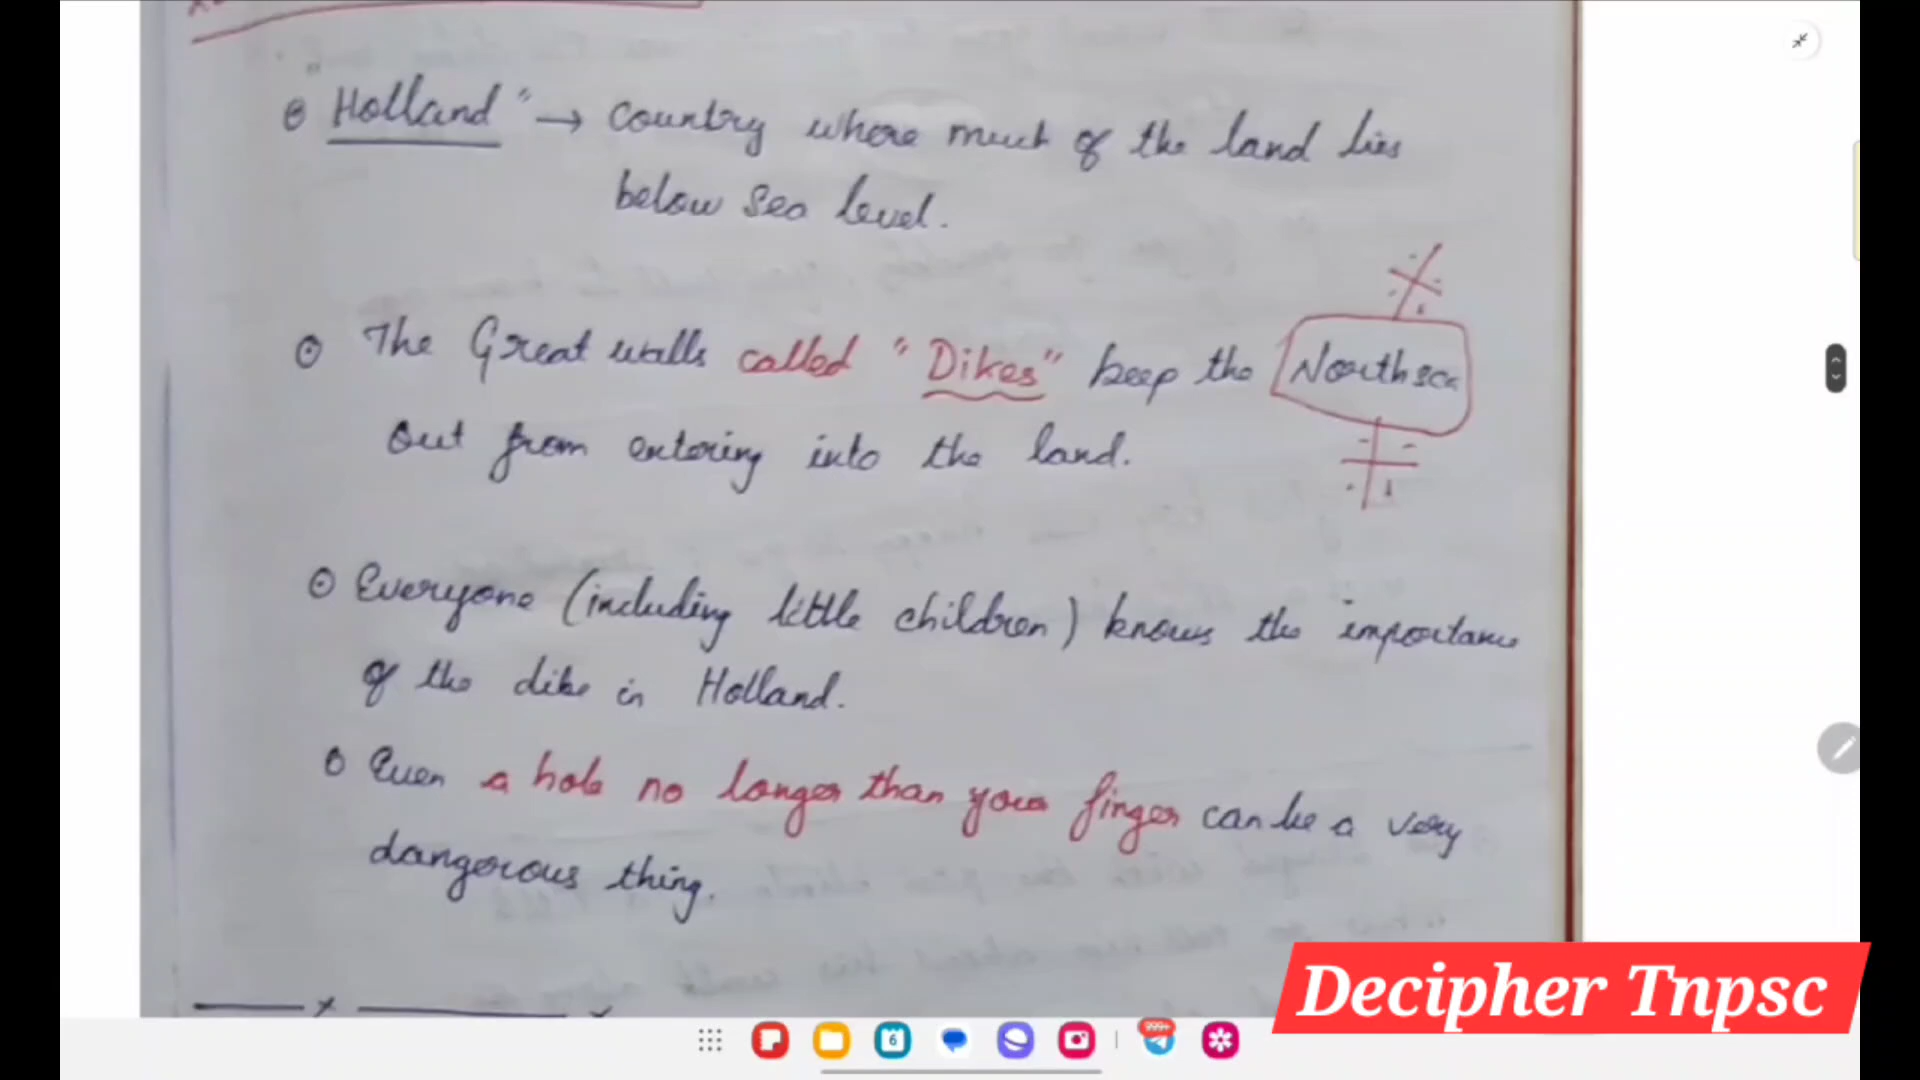 Holland" → Country where much of the land lies
below sea level.
The Great walls called "Dikes" keep the North sea
out from entering into the land.
Everyone (including little children) knows the importance
of the dike in Holland.
Even a hole no longer than your finger can be a very
dangerous thing.
Decipher Tnpsc
6
999+